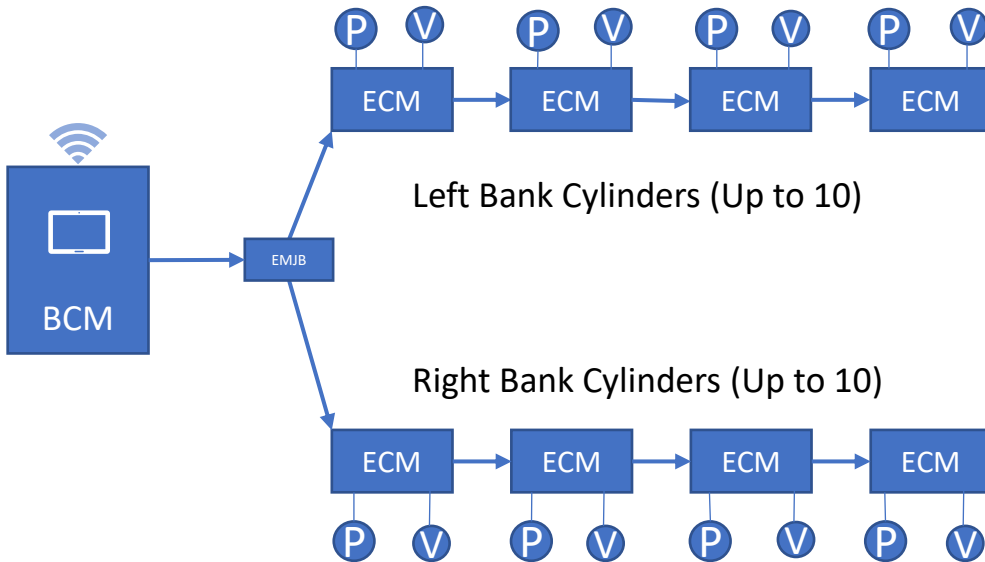 P V P V P V P V
ECM ECM ECM ECM
Left Bank Cylinders (Up to 10)
EMJB
BCM
Right Bank Cylinders (Up to 10)
ECM ECM ECM ECM
P V P V P V P V